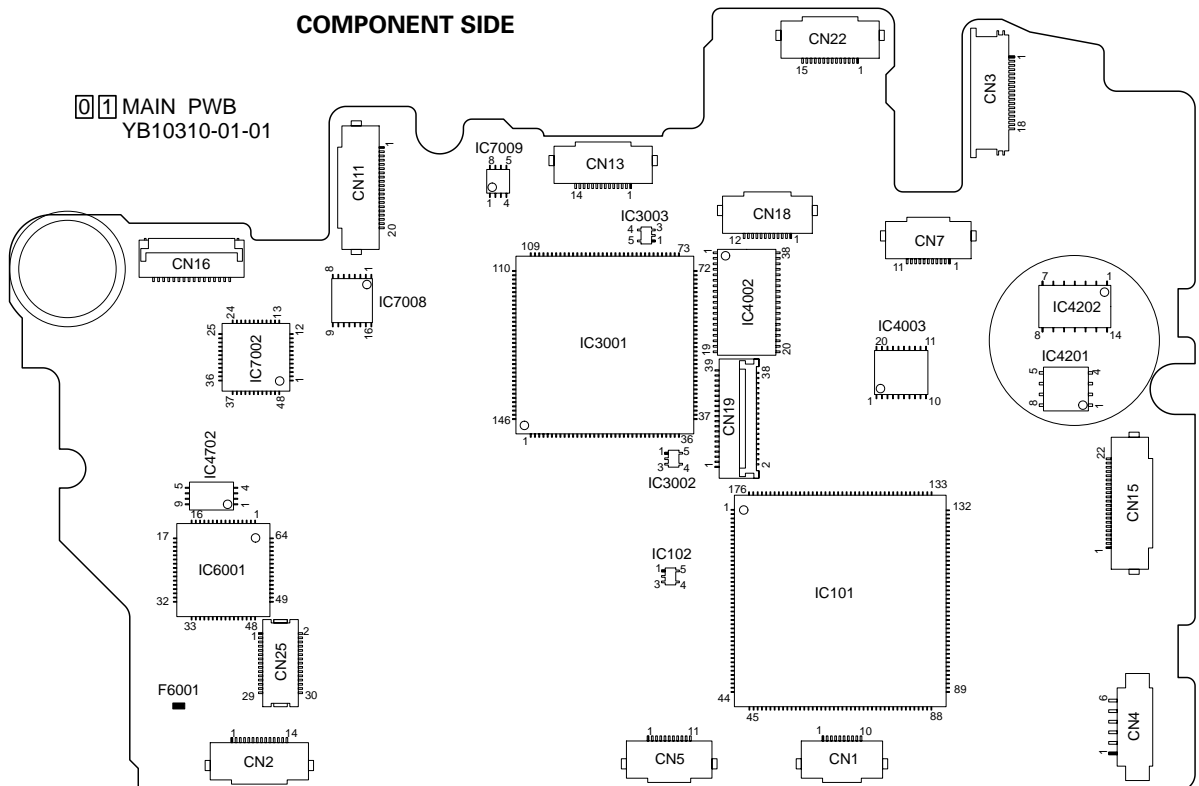 COMPONENT SIDE
0 1 MAIN PWB
YB10310-01-01
CN22
15 1
CN3
1
18
CN11
1
20
IC7009
8 5
1 4
CN13
14 1
IC3003
4 3
5 1
CN18
12 1
CN7
11 1
CN16
IC7008
8 1
9 16
IC3001
109 73
110 72
146 37
1 36
IC4002
1 38
19 20
IC4202
7 1
8 14
IC4003
20 11
1 10
IC4201
5 4
8 1
IC7002
24 13
25 12
36 1
37 48
CN19
39 38
37
1 2
IC3002
1 5
3 4
IC4702
5 4
9 1
IC6001
16 1
17 64
32 49
33 48
CN15
22
1
IC101
176 133
1 132
44 89
45 88
IC102
1 5
3 4
CN25
1 2
29 30
F6001
CN2
1 14
CN5
1 11
CN1
1 10
CN4
6
1